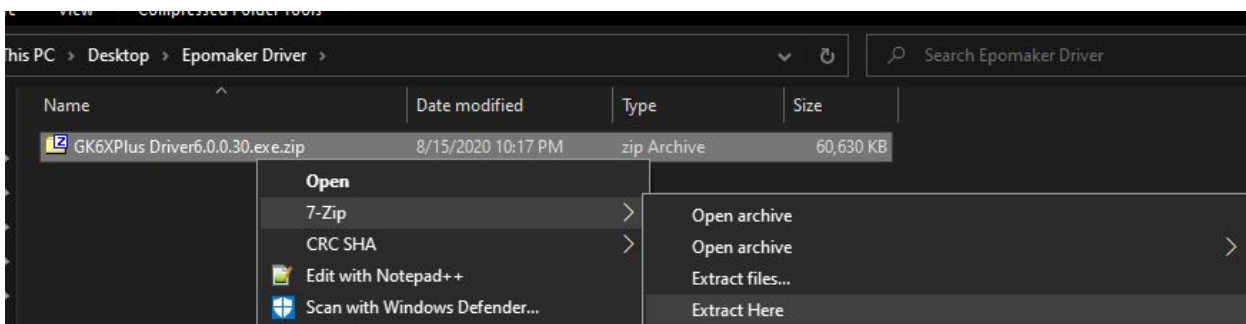 View Compressed Folder Tools
This PC > Desktop > Epomaker Driver >
Search Epomaker Driver
Name Date modified Type Size
GK6XPlus Driver6.0.0.30.exe.zip 8/15/2020 10:17 PM zip Archive 60,630 KB
Open
7-Zip >
Open archive
CRC SHA >
Open archive >
Edit with Notepad++
Extract files...
Scan with Windows Defender...
Extract Here